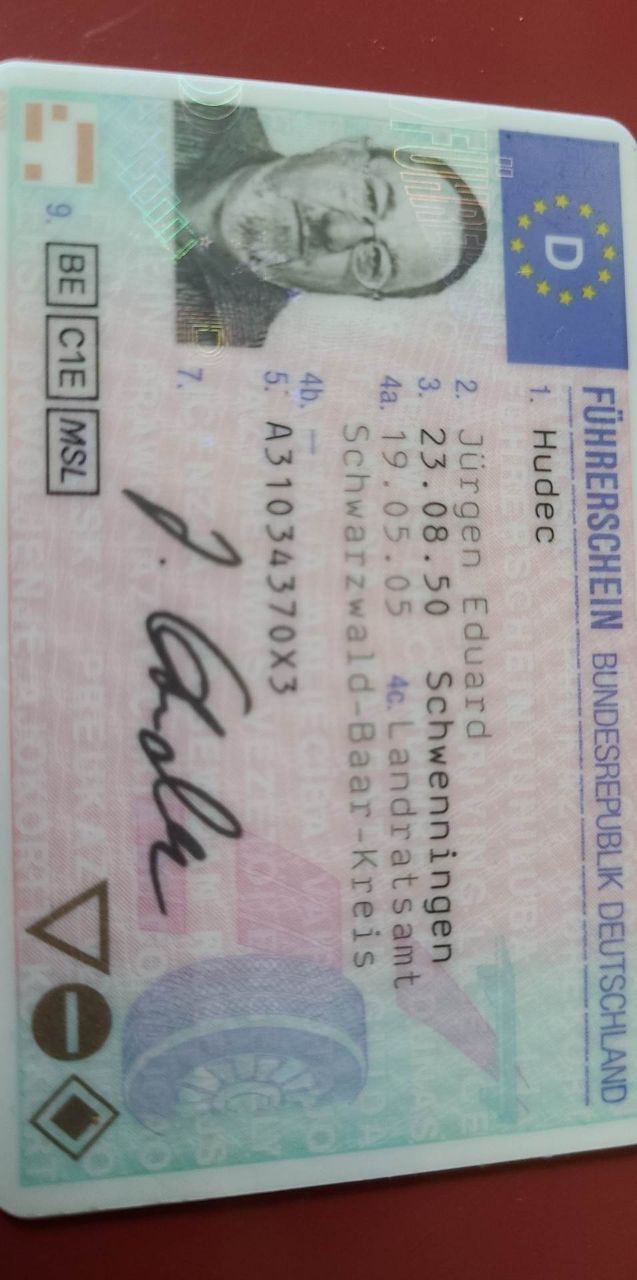 D
FÜHRERSCHEIN BUNDESREPUBLIK DEUTSCHLAND
1. Hudec
2. Jürgen Eduard
3. 23.08.50 Schwenningen
4a. 19.05.05 4c. Landratsamt
Schwarzwald-Baar-Kreis
4b. —
5. A31034370X3
7. J. Hudec
9. BE C1E MSL